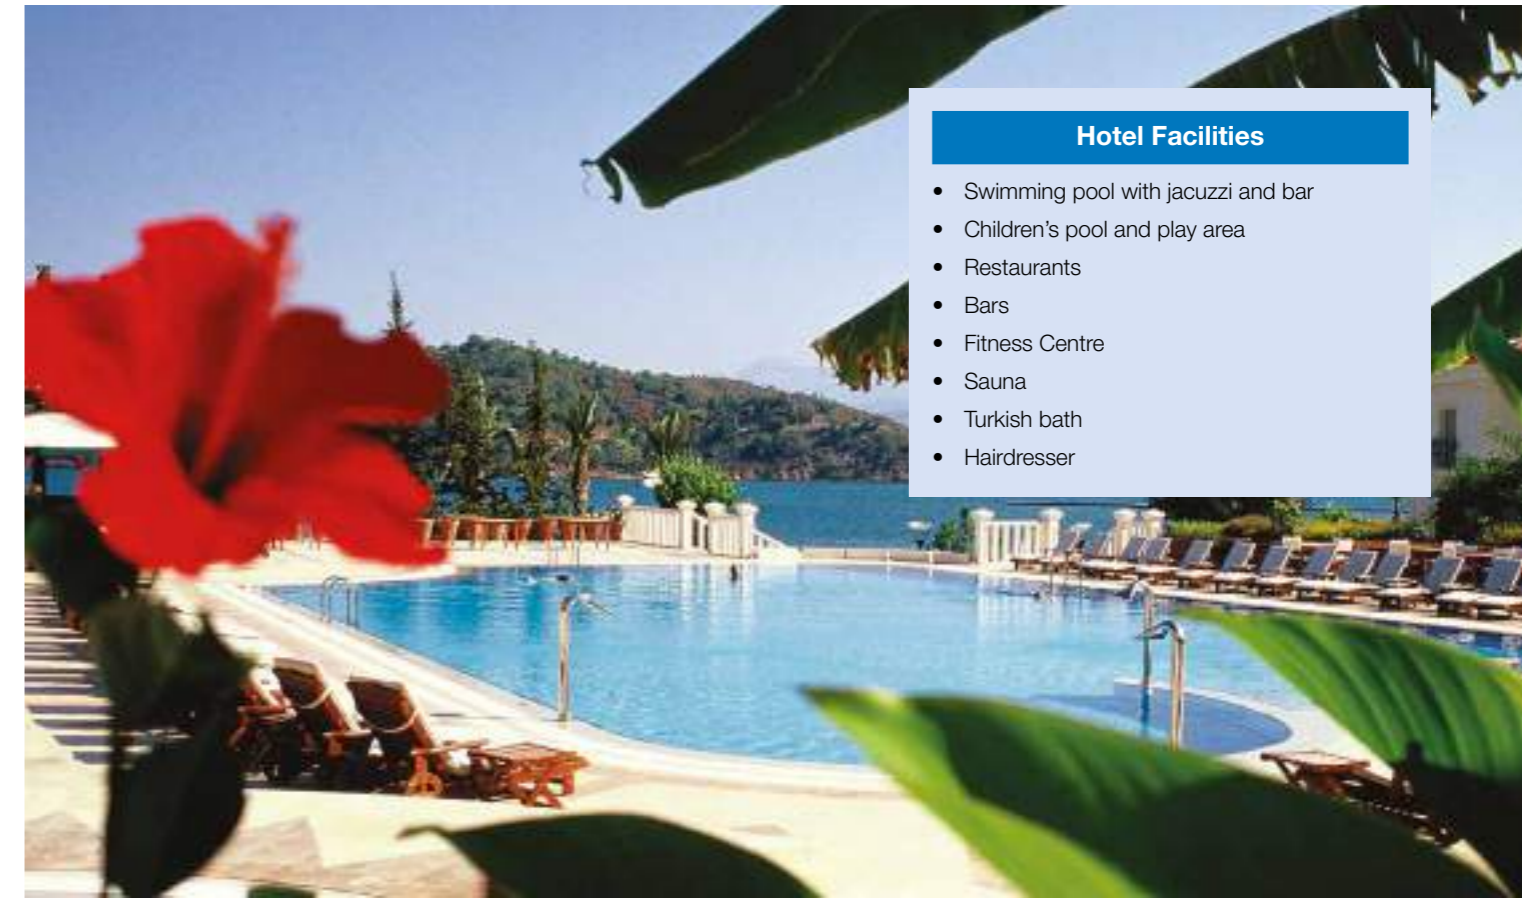 Hotel Facilities
• Swimming pool with jacuzzi and bar
• Children’s pool and play area
• Restaurants
• Bars
• Fitness Centre
• Sauna
• Turkish bath
• Hairdresser